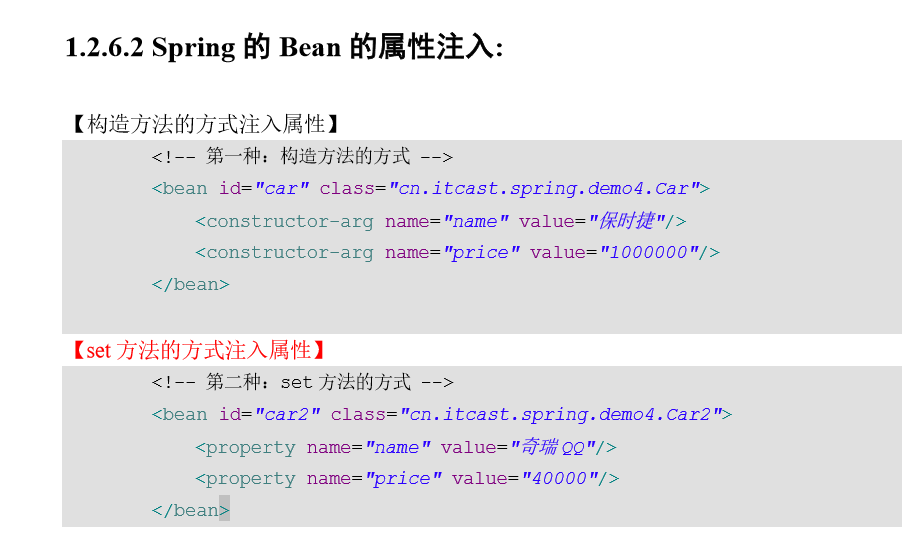 1.2.6.2 Spring 的 Bean 的属性注入:
【构造方法的方式注入属性】
<!-- 第一种：构造方法的方式 -->
<bean id="car" class="cn.itcast.spring.demo4.Car">
<constructor-arg name="name" value="保时捷"/>
<constructor-arg name="price" value="1000000"/>
</bean>
【set 方法的方式注入属性】
<!-- 第二种：set 方法的方式 -->
<bean id="car2" class="cn.itcast.spring.demo4.Car2">
<property name="name" value="奇瑞 QQ"/>
<property name="price" value="40000"/>
</bean>